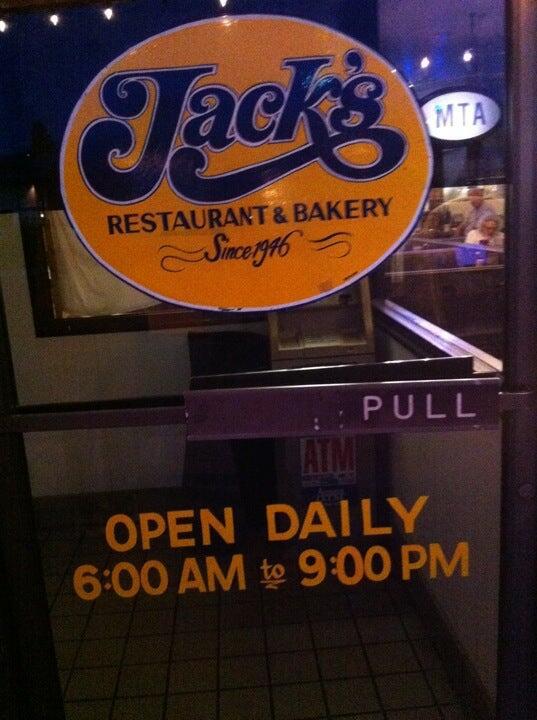 Jack's
MTA
RESTAURANT & BAKERY
Since 1946
PULL
ATM
OPEN DAILY
6:00 AM to 9:00 PM